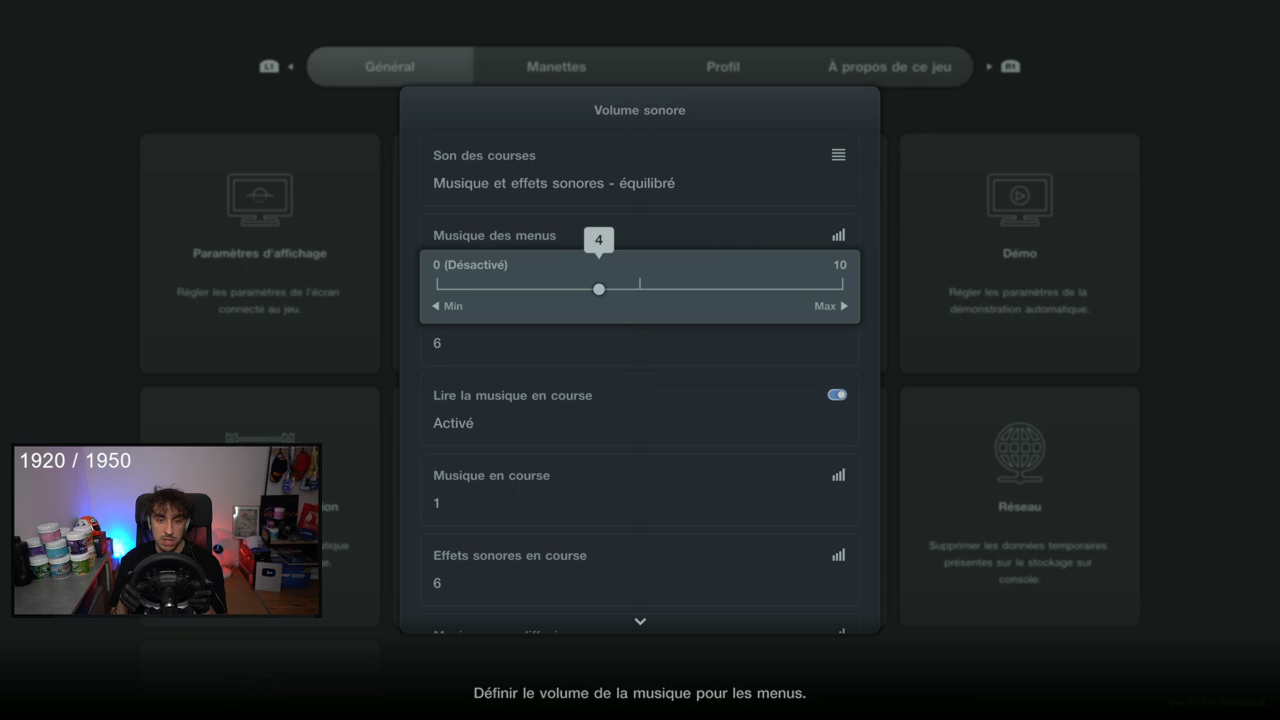 L1
Général
Manettes
Profil
À propos de ce jeu
R1
Volume sonore
Son des courses
Musique et effets sonores - équilibré
Musique des menus
4
0 (Désactivé)
10
Min
Max
6
Lire la musique en course
Activé
Musique en course
1
Effets sonores en course
6
Paramètres d'affichage
Régler les paramètres de l'écran
connecté au jeu.
Démo
Régler les paramètres de la
démonstration automatique.
Réseau
Supprimer les données temporaires
présentes sur le stockage sur
console.
1920 / 1950
Définir le volume de la musique pour les menus.